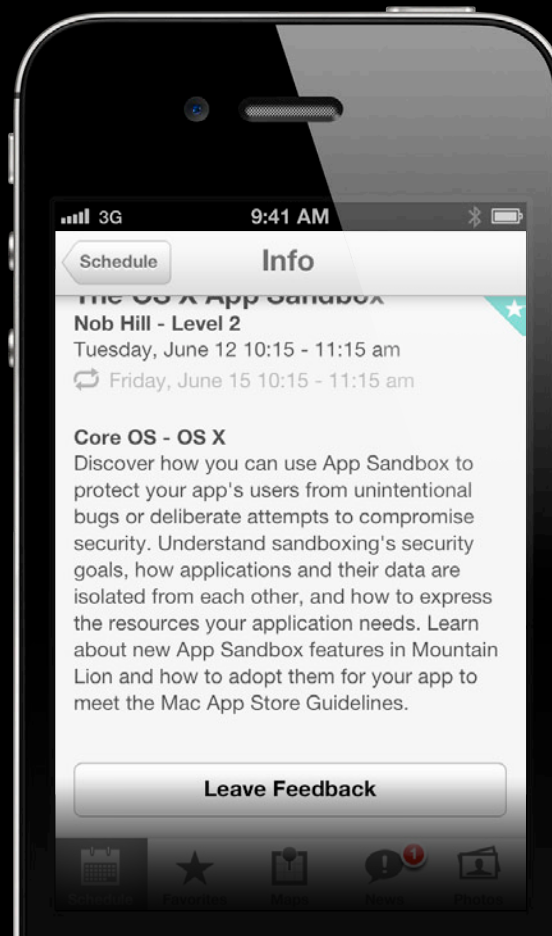 3G 9:41 AM
Schedule Info
The OS X App Sandbox
Nob Hill - Level 2
Tuesday, June 12 10:15 - 11:15 am
Friday, June 15 10:15 - 11:15 am
Core OS - OS X
Discover how you can use App Sandbox to
protect your app's users from unintentional
bugs or deliberate attempts to compromise
security. Understand sandboxing's security
goals, how applications and their data are
isolated from each other, and how to express
the resources your application needs. Learn
about new App Sandbox features in Mountain
Lion and how to adopt them for your app to
meet the Mac App Store Guidelines.
Leave Feedback
1
Schedule Favorites Maps News Photos